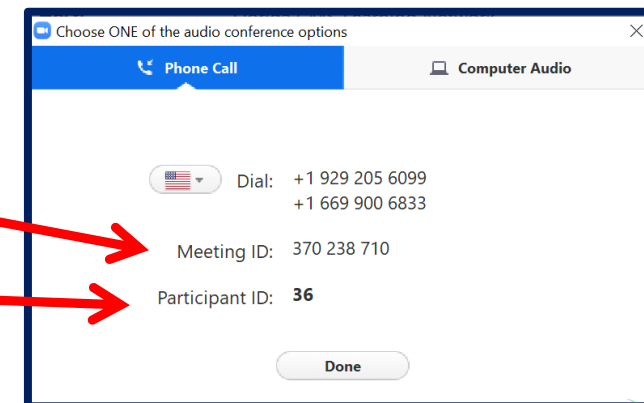 Choose ONE of the audio conference options
Phone Call
Computer Audio
Dial: +1 929 205 6099
+1 669 900 6833
Meeting ID: 370 238 710
Participant ID: 36
Done